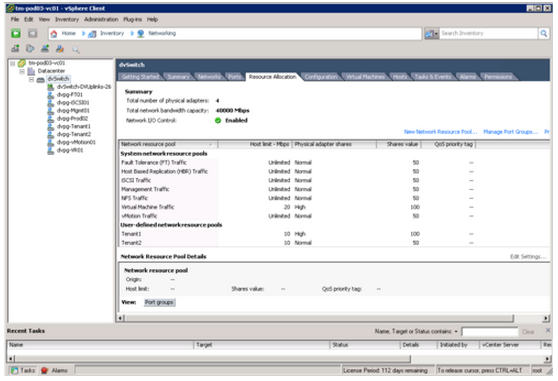 tm-pod03-vc01 - vSphere Client
File Edit View Inventory Administration Plug-ins Help
Home Inventory Networking
Search Inventory
tm-pod03-vc01
Datacenter
dvSwitch
dvSwitch-DVUplinks-26
dvpg-FT01
dvpg-iSCSI01
dvpg-Mgmt01
dvpg-Prod02
dvpg-Tenant1
dvpg-Tenant2
dvpg-vMotion01
dvpg-VR01
dvSwitch
Getting Started Summary Networks Ports Resource Allocation Configuration Virtual Machines Hosts Tasks & Events Alarms Permissions
Summary
Total number of physical adapters: 4
Total network bandwidth capacity: 40000 Mbps
Network I/O Control: Enabled
New Network Resource Pool... Manage Port Groups... Pr
Network resource pool Host limit - Mbps Physical adapter shares Shares value QoS priority tag
System network resource pools
Fault Tolerance (FT) Traffic Unlimited Normal 50 --
Host Based Replication (HBR) Traffic Unlimited Normal 50 --
iSCSI Traffic Unlimited Normal 50 --
Management Traffic Unlimited Normal 50 --
NFS Traffic Unlimited Normal 50 --
Virtual Machine Traffic 20 High 100 --
vMotion Traffic Unlimited Normal 50 --
User-defined network resource pools
Tenant1 10 High 100 --
Tenant2 10 Normal 50 --
Network Resource Pool Details Edit Settings...
Network resource pool
Origin: --
Host limit: -- Shares value: -- QoS priority tag: --
View: Port groups
Recent Tasks Name, Target or Status contains: Clear
Name Target Status Details Initiated by vCenter Server Re
Tasks Alarms License Period: 112 days remaining To release cursor, press CTRL+ALT root